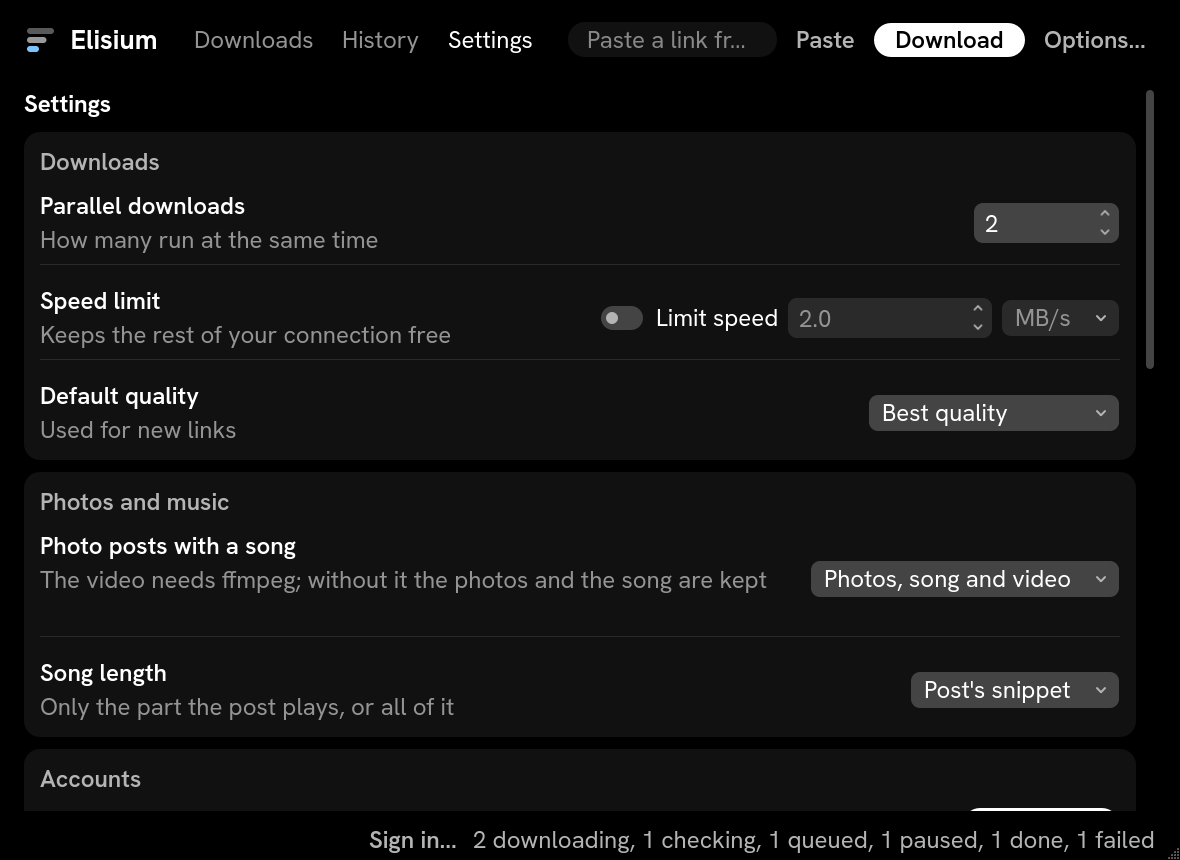 Elisium Downloads History Settings Paste a link fr... Paste Download Options...
Settings
Downloads
Parallel downloads
How many run at the same time
2
Speed limit
Keeps the rest of your connection free
Limit speed 2.0 MB/s
Default quality
Used for new links
Best quality
Photos and music
Photo posts with a song
The video needs ffmpeg; without it the photos and the song are kept
Photos, song and video
Song length
Only the part the post plays, or all of it
Post's snippet
Accounts
Sign in... 2 downloading, 1 checking, 1 queued, 1 paused, 1 done, 1 failed